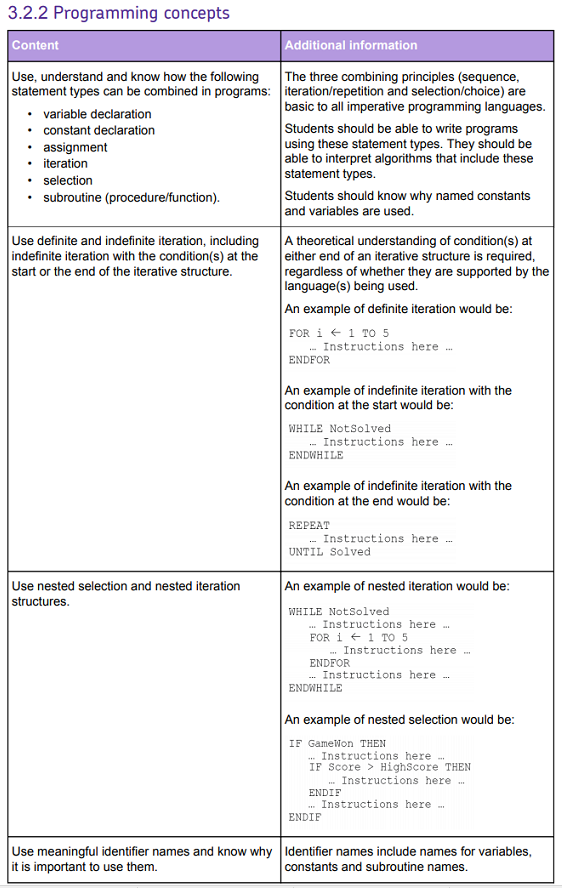 3.2.2 Programming concepts
Content
Additional information
Use, understand and know how the following
statement types can be combined in programs:
• variable declaration
• constant declaration
• assignment
• iteration
• selection
• subroutine (procedure/function).
The three combining principles (sequence,
iteration/repetition and selection/choice) are
basic to all imperative programming languages.
Students should be able to write programs
using these statement types. They should be
able to interpret algorithms that include these
statement types.
Students should know why named constants
and variables are used.
Use definite and indefinite iteration, including
indefinite iteration with the condition(s) at the
start or the end of the iterative structure.
A theoretical understanding of condition(s) at
either end of an iterative structure is required,
regardless of whether they are supported by the
language(s) being used.
An example of definite iteration would be:
FOR i ← 1 TO 5
… Instructions here …
ENDFOR
An example of indefinite iteration with the
condition at the start would be:
WHILE NotSolved
… Instructions here …
ENDWHILE
An example of indefinite iteration with the
condition at the end would be:
REPEAT
… Instructions here …
UNTIL Solved
Use nested selection and nested iteration
structures.
An example of nested iteration would be:
WHILE NotSolved
… Instructions here …
FOR i ← 1 TO 5
… Instructions here …
ENDFOR
… Instructions here …
ENDWHILE
An example of nested selection would be:
IF GameWon THEN
… Instructions here …
IF Score > HighScore THEN
… Instructions here …
ENDIF
… Instructions here …
ENDIF
Use meaningful identifier names and know why
it is important to use them.
Identifier names include names for variables,
constants and subroutine names.